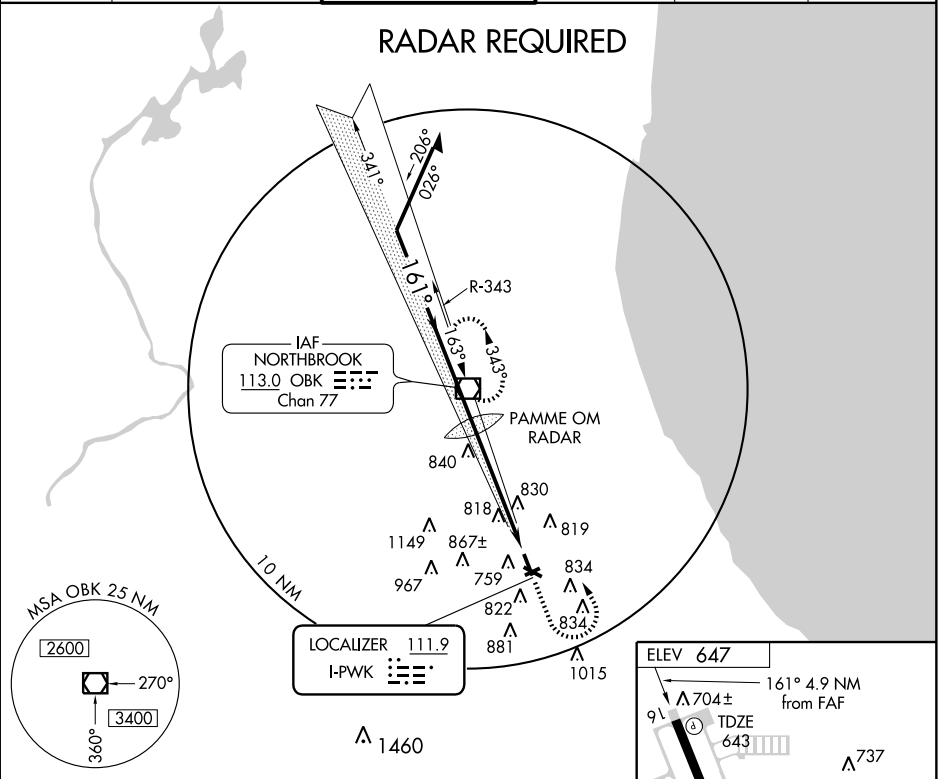 RADAR REQUIRED
341°
206°
026°
161°
R-343
163°
343°
IAF
NORTHBROOK
113.0 OBK
Chan 77
PAMME OM
RADAR
840
830
818
819
1149
867±
759
834
967
822
834
881
10 NM
LOCALIZER 111.9
I-PWK
1015
MSA OBK 25 NM
2600
270°
3400
360°
1460
ELEV 647
161° 4.9 NM
from FAF
704±
16
TDZE
643
737